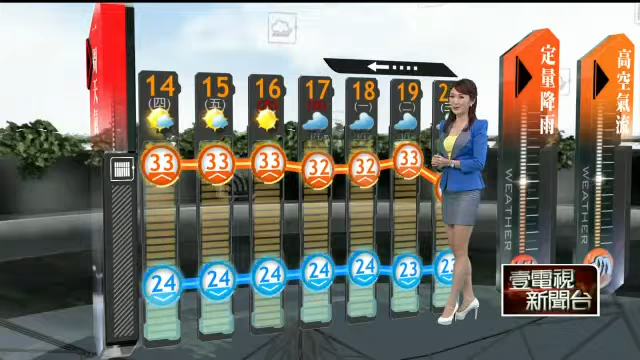 14 15 16 17 18 19
(四) (五) (一) (二)
33 33 33 32 32 33
24 24 24 24 24 23
定量降雨
WEATHER
高空氣流
WEATHER
壹電視
新聞台